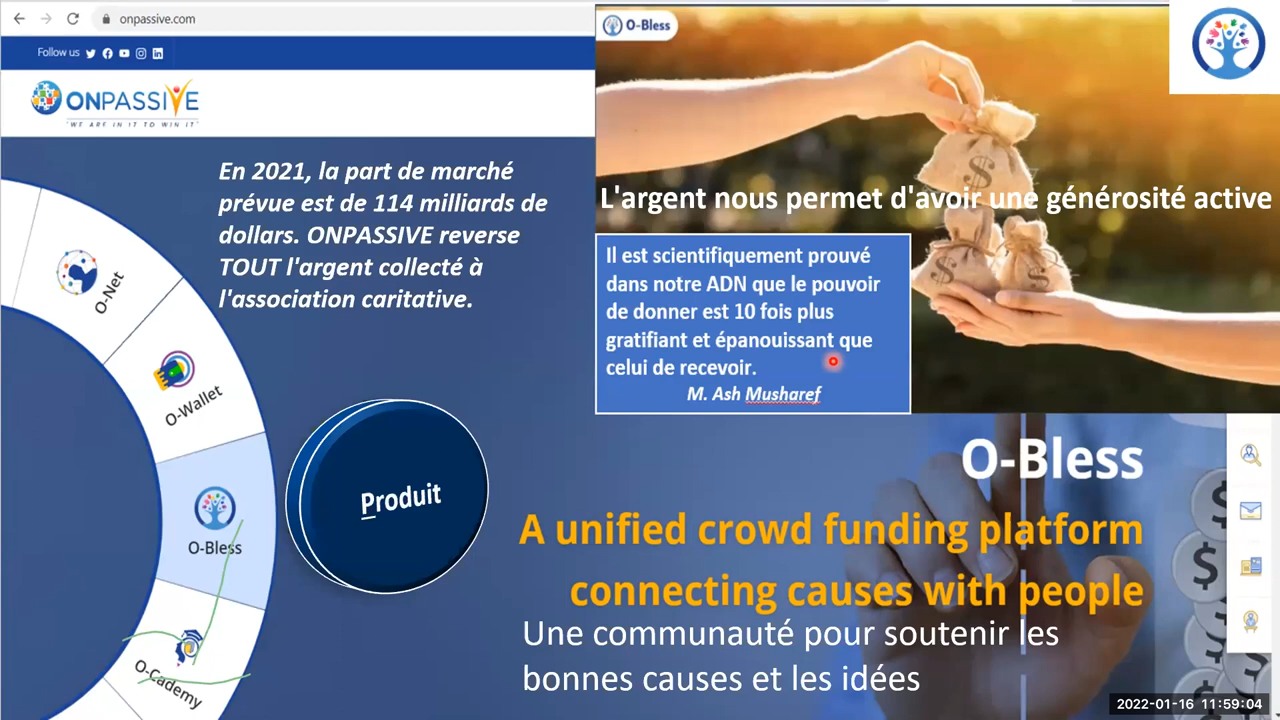 onpassive.com
Follow us
ONPASSIVE
"WE ARE IN IT TO WIN IT"
En 2021, la part de marché
prévue est de 114 milliards de
dollars. ONPASSIVE reverse
TOUT l'argent collecté à
l'association caritative.
O-Net
O-Wallet
O-Bless
O-Cademy
Produit
O-Bless
L'argent nous permet d'avoir une générosité active
Il est scientifiquement prouvé
dans notre ADN que le pouvoir
de donner est 10 fois plus
gratifiant et épanouissant que
celui de recevoir.
M. Ash Musharef
O-Bless
A unified crowd funding platform
connecting causes with people
Une communauté pour soutenir les
bonnes causes et les idées
2022-01-16 11:59:04